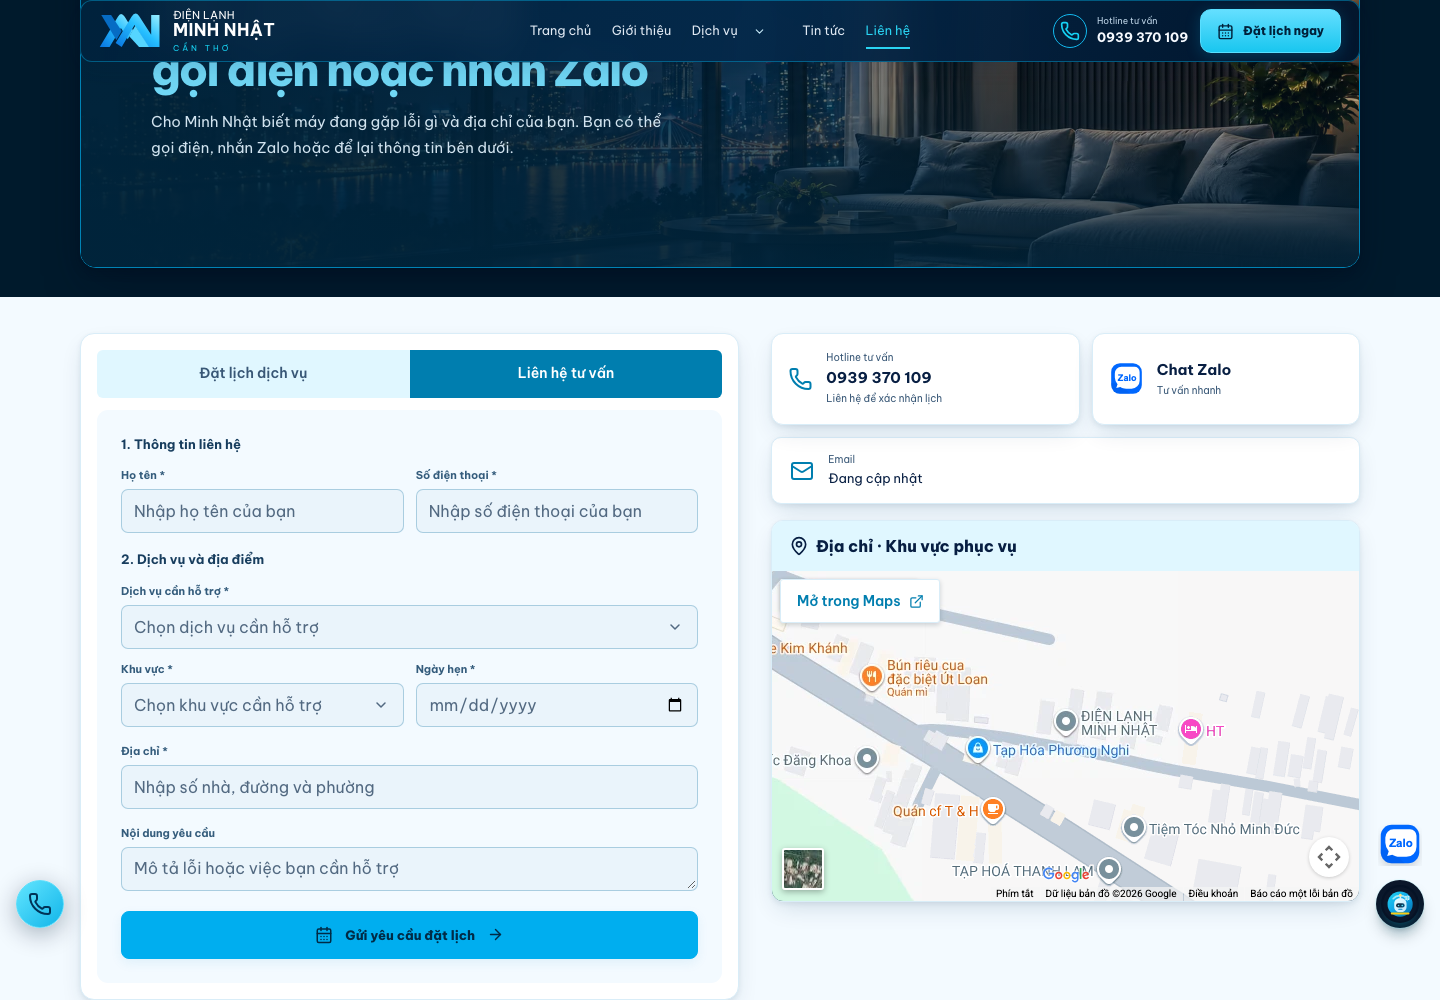 ĐIỆN LẠNH
MINH NHẬT
CẦN THƠ
Trang chủ
Giới thiệu
Dịch vụ
Tin tức
Liên hệ
Hotline tư vấn
0939 370 109
Đặt lịch ngay
gọi điện hoặc nhắn Zalo
Cho Minh Nhật biết máy đang gặp lỗi gì và địa chỉ của bạn. Bạn có thể
gọi điện, nhắn Zalo hoặc để lại thông tin bên dưới.
Đặt lịch dịch vụ
Liên hệ tư vấn
1. Thông tin liên hệ
Họ tên *
Số điện thoại *
Nhập họ tên của bạn
Nhập số điện thoại của bạn
2. Dịch vụ và địa điểm
Dịch vụ cần hỗ trợ *
Chọn dịch vụ cần hỗ trợ
Khu vực *
Ngày hẹn *
Chọn khu vực cần hỗ trợ
mm/dd/yyyy
Địa chỉ *
Nhập số nhà, đường và phường
Nội dung yêu cầu
Mô tả lỗi hoặc việc bạn cần hỗ trợ
Gửi yêu cầu đặt lịch
Hotline tư vấn
0939 370 109
Liên hệ để xác nhận lịch
Zalo
Chat Zalo
Tư vấn nhanh
Email
Đang cập nhật
Địa chỉ · Khu vực phục vụ
Mở trong Maps
e Kim Khánh
Bún riêu cua
đặc biệt Út Loan
Quán mì
ĐIỆN LẠNH
MINH NHẬT
HT
Tạp Hóa Phương Nghi
ốc Đăng Khoa
Quán cf T & H
Tiệm Tóc Nhỏ Minh Đức
TẠP HOÁ THANH LAM
Google
Phím tắt
Dữ liệu bản đồ ©2026 Google
Điều khoản
Báo cáo một lỗi bản đồ
Zalo